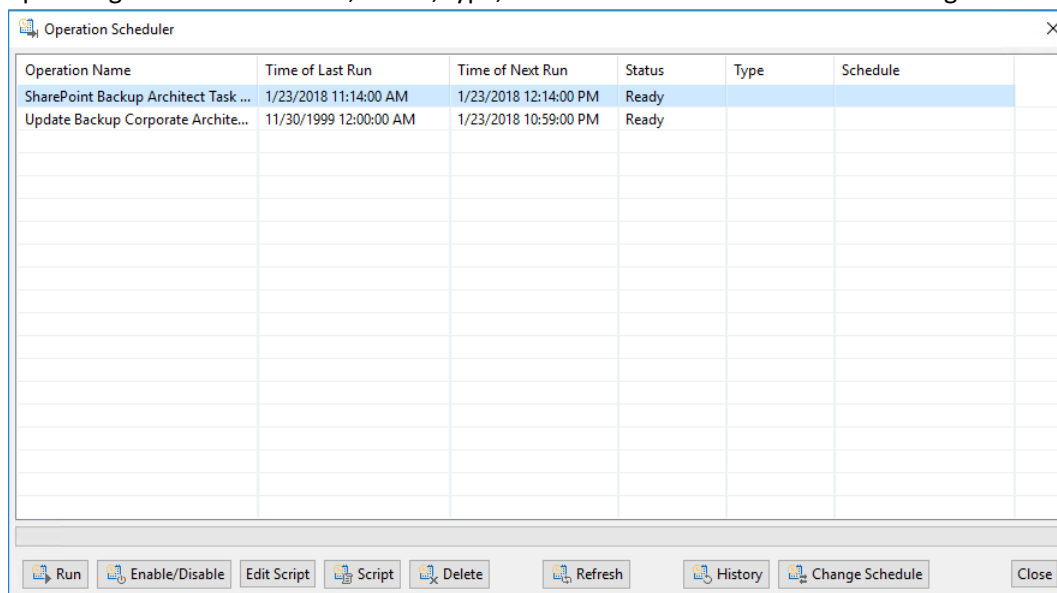 Operation Scheduler
Operation Name Time of Last Run Time of Next Run Status Type Schedule
SharePoint Backup Architect Task ... 1/23/2018 11:14:00 AM 1/23/2018 12:14:00 PM Ready
Update Backup Corporate Archite... 11/30/1999 12:00:00 AM 1/23/2018 10:59:00 PM Ready
Run Enable/Disable Edit Script Script Delete Refresh History Change Schedule Close